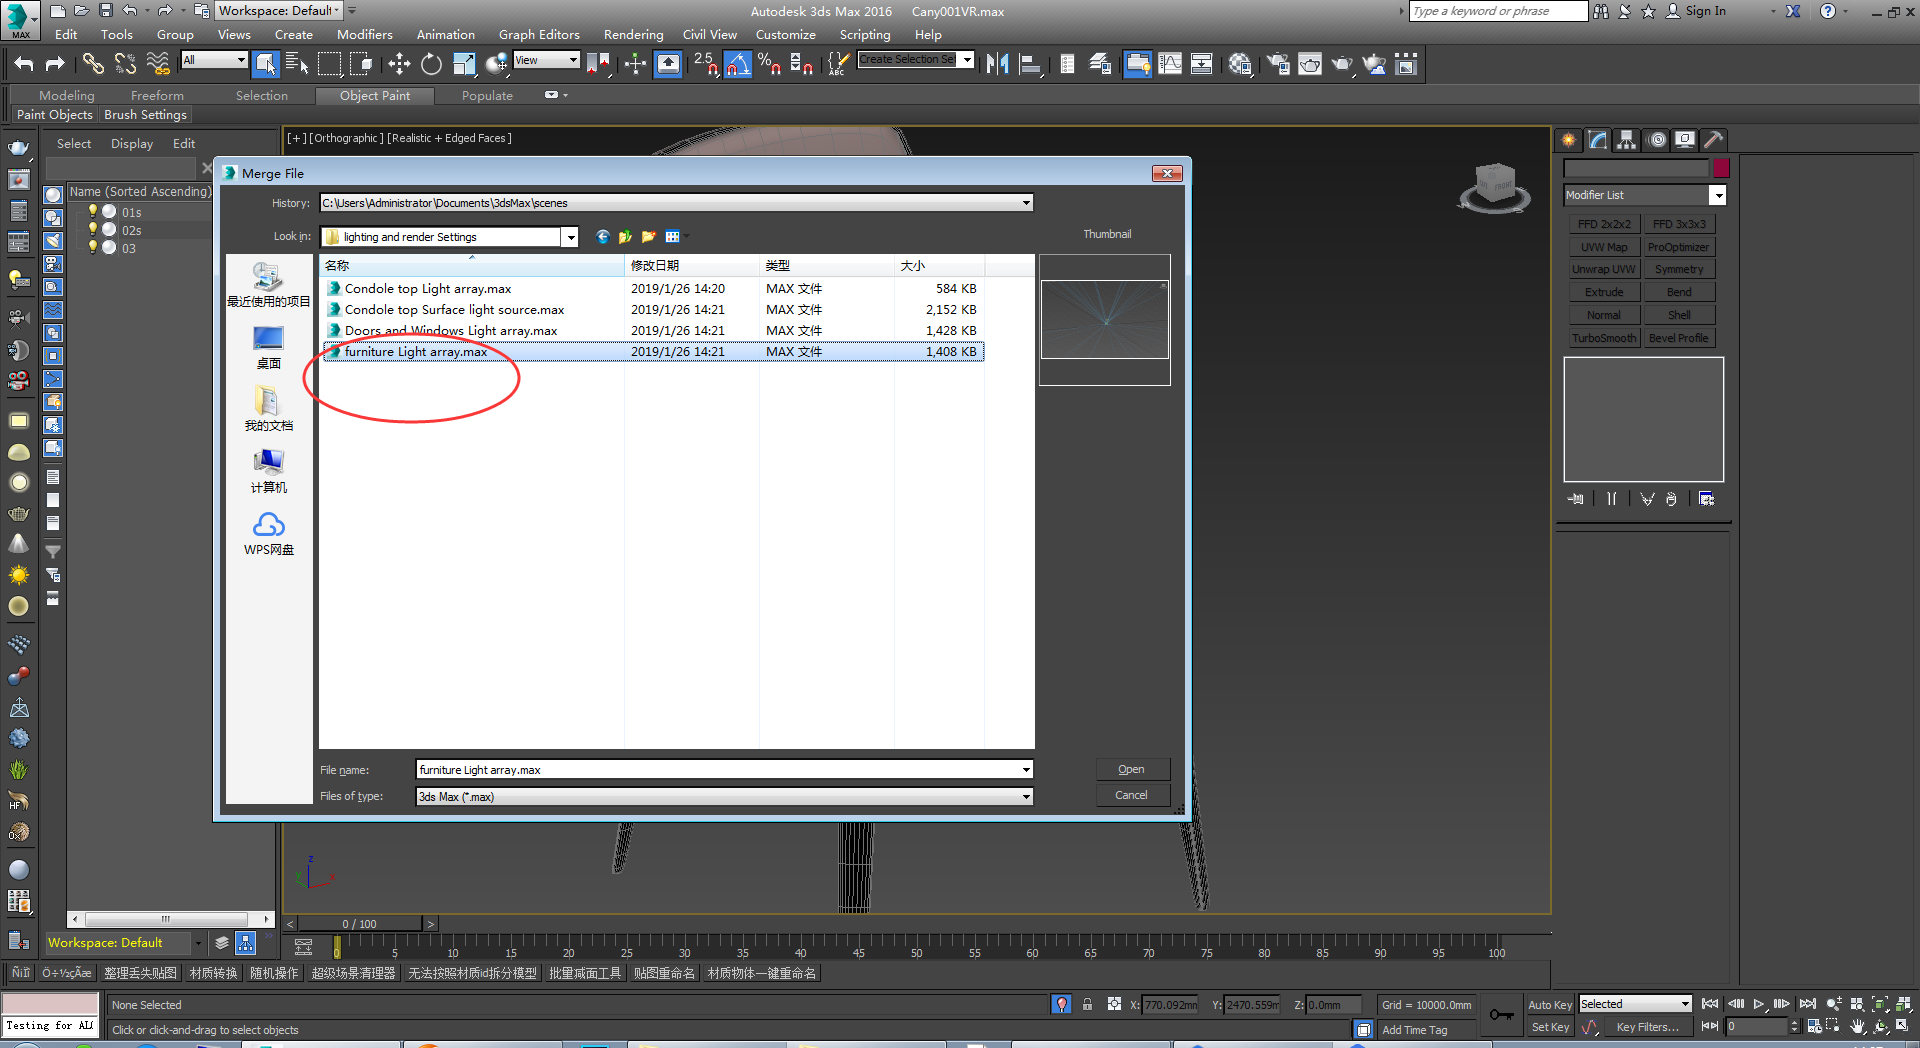 Workspace: Default
Autodesk 3ds Max 2016 Cany001VR.max
Type a keyword or phrase
Sign In
MAX
Edit Tools Group Views Create Modifiers Animation Graph Editors Rendering Civil View Customize Scripting Help
All
View
2.5
Create Selection Se
Modeling Freeform Selection Object Paint Populate
Paint Objects Brush Settings
Select Display Edit
Name (Sorted Ascending)
01s
02s
03
[+] [Orthographic] [Realistic + Edged Faces]
Merge File
History: C:\Users\Administrator\Documents\3dsMax\scenes
Look in: lighting and render Settings
Thumbnail
名称 修改日期 类型 大小
Condole top Light array.max 2019/1/26 14:20 MAX 文件 584 KB
Condole top Surface light source.max 2019/1/26 14:21 MAX 文件 2,152 KB
Doors and Windows Light array.max 2019/1/26 14:21 MAX 文件 1,428 KB
furniture Light array.max 2019/1/26 14:21 MAX 文件 1,408 KB
最近使用的项目
桌面
我的文档
计算机
WPS网盘
File name: furniture Light array.max
Open
Files of type: 3ds Max (*.max)
Cancel
FRONT
Modifier List
FFD 2x2x2 FFD 3x3x3
UVW Map ProOptimizer
Unwrap UVW Symmetry
Extrude Bend
Normal Shell
TurboSmooth Bevel Profile
z
x
0 / 100
Workspace: Default
0 5 10 15 20 25 30 35 40 45 50 55 60 65 70 75 80 85 90 95 100
整理丢失贴图 材质转换 随机操作 超级场景清理器 无法按照材质id拆分模型 批量减面工具 贴图重命名 材质物体一键重命名
None Selected
X: 770.092mm Y: 2470.559m Z: 0.0mm Grid = 10000.0mm
Auto Key Selected
Testing for ALL
Click or click-and-drag to select objects
Add Time Tag
Set Key Key Filters...
0